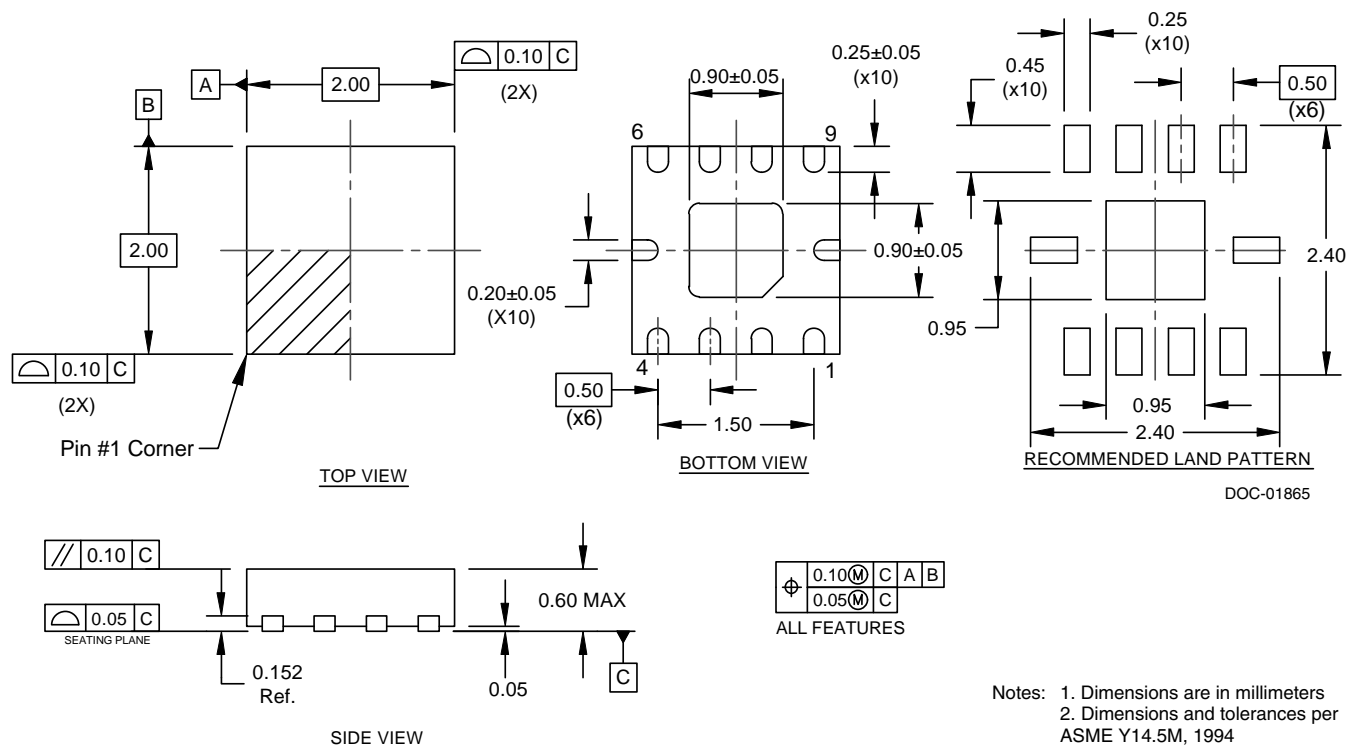 A
2.00
0.10 C
(2X)
B
2.00
0.10 C
(2X)
Pin #1 Corner
TOP VIEW
0.90±0.05
0.25±0.05
(x10)
6
9
0.90±0.05
0.20±0.05
(X10)
4
1
0.50
(x6)
1.50
BOTTOM VIEW
0.25
(x10)
0.45
(x10)
0.50
(x6)
2.40
0.95
0.95
2.40
RECOMMENDED LAND PATTERN
DOC-01865
// 0.10 C
0.05 C
SEATING PLANE
0.60 MAX
0.152
Ref.
0.05
C
SIDE VIEW
0.10Ⓜ C A B
0.05Ⓜ C
ALL FEATURES
Notes: 1. Dimensions are in millimeters
2. Dimensions and tolerances per
ASME Y14.5M, 1994